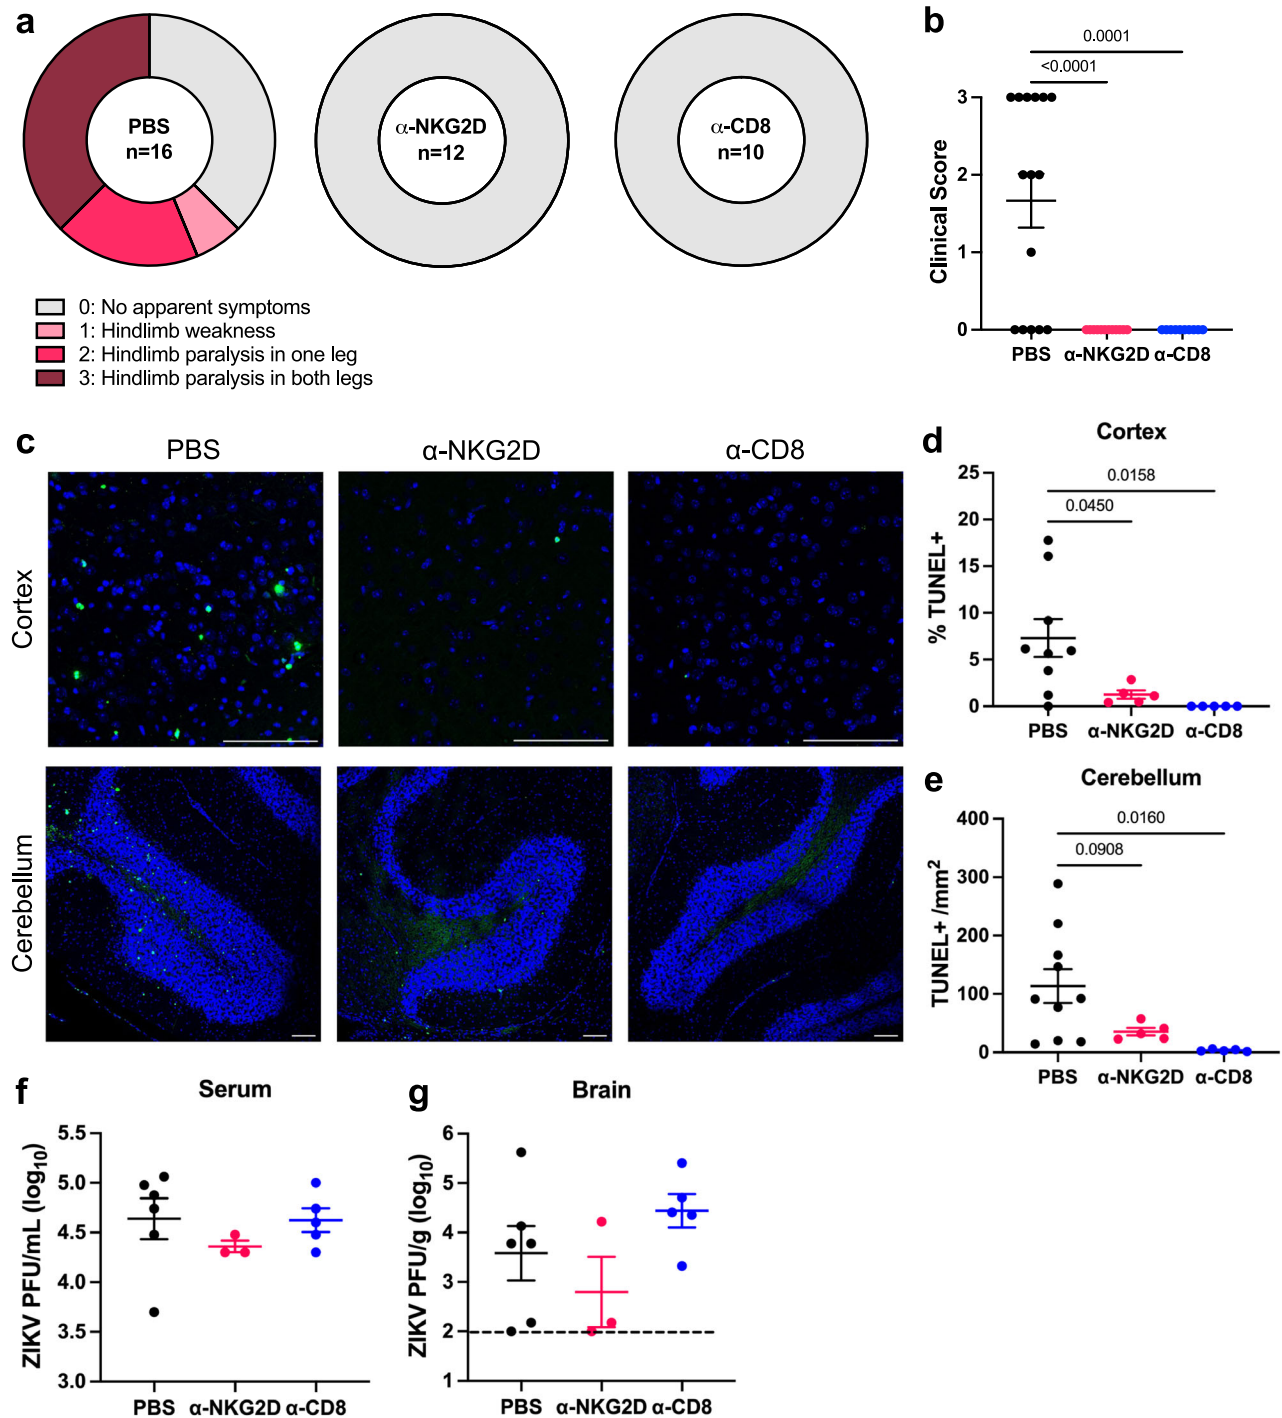 a
PBS
n=16
α-NKG2D
n=12
α-CD8
n=10
0: No apparent symptoms
1: Hindlimb weakness
2: Hindlimb paralysis in one leg
3: Hindlimb paralysis in both legs
b
0.0001
<0.0001
Clinical Score
3
2
1
0
PBS α-NKG2D α-CD8
c
PBS α-NKG2D α-CD8
Cortex
Cerebellum
d
Cortex
0.0158
0.0450
% TUNEL+
25
20
15
10
5
0
PBS α-NKG2D α-CD8
e
Cerebellum
0.0160
0.0908
TUNEL+ /mm²
400
300
200
100
0
PBS α-NKG2D α-CD8
f
Serum
ZIKV PFU/mL (log₁₀)
5.5
5.0
4.5
4.0
3.5
3.0
PBS α-NKG2D α-CD8
g
Brain
ZIKV PFU/g (log₁₀)
6
5
4
3
2
1
PBS α-NKG2D α-CD8